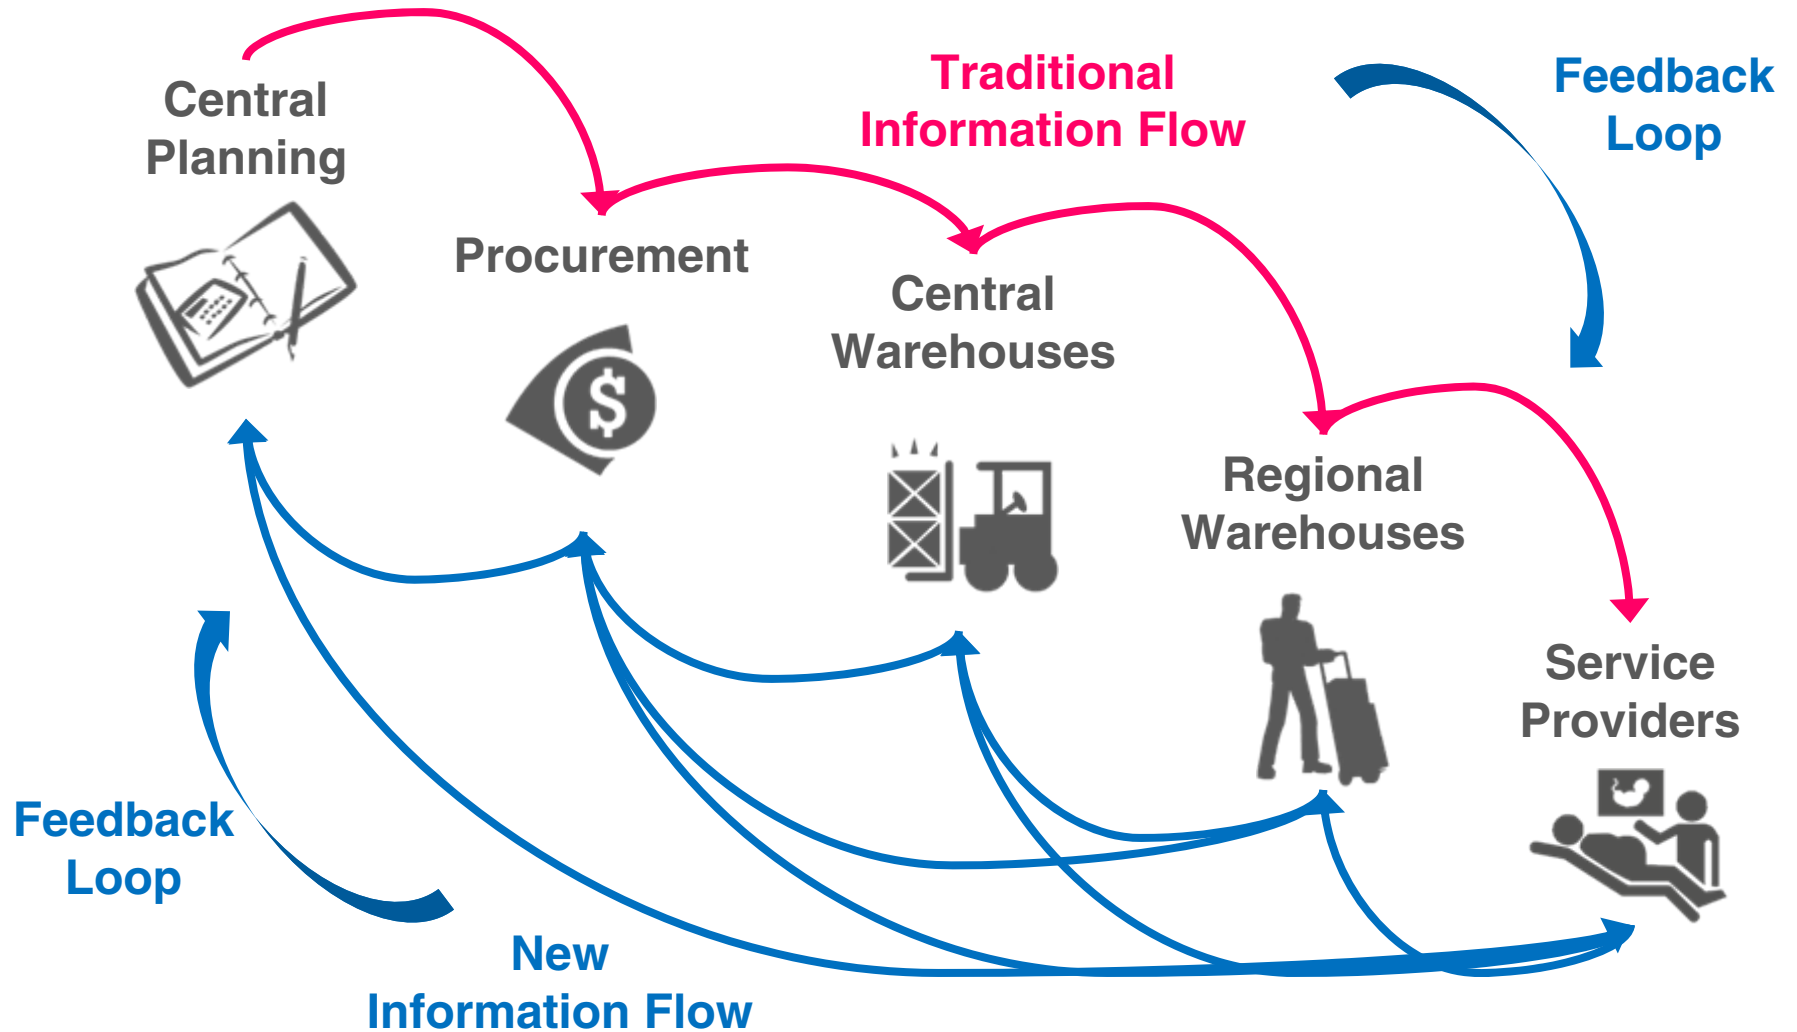 Central
Planning
Traditional
Information Flow
Feedback
Loop
Procurement
$
Central
Warehouses
Regional
Warehouses
Service
Providers
Feedback
Loop
New
Information Flow